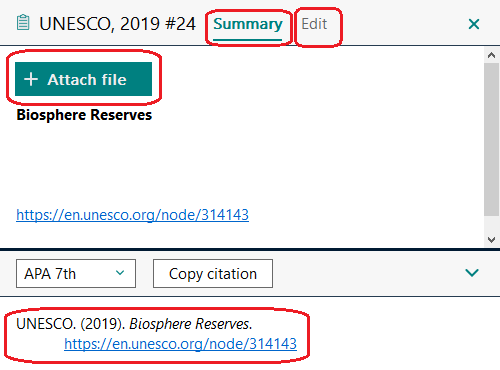 UNESCO, 2019 #24 Summary Edit
+ Attach file
Biosphere Reserves
https://en.unesco.org/node/314143
APA 7th Copy citation
UNESCO. (2019). Biosphere Reserves.
https://en.unesco.org/node/314143